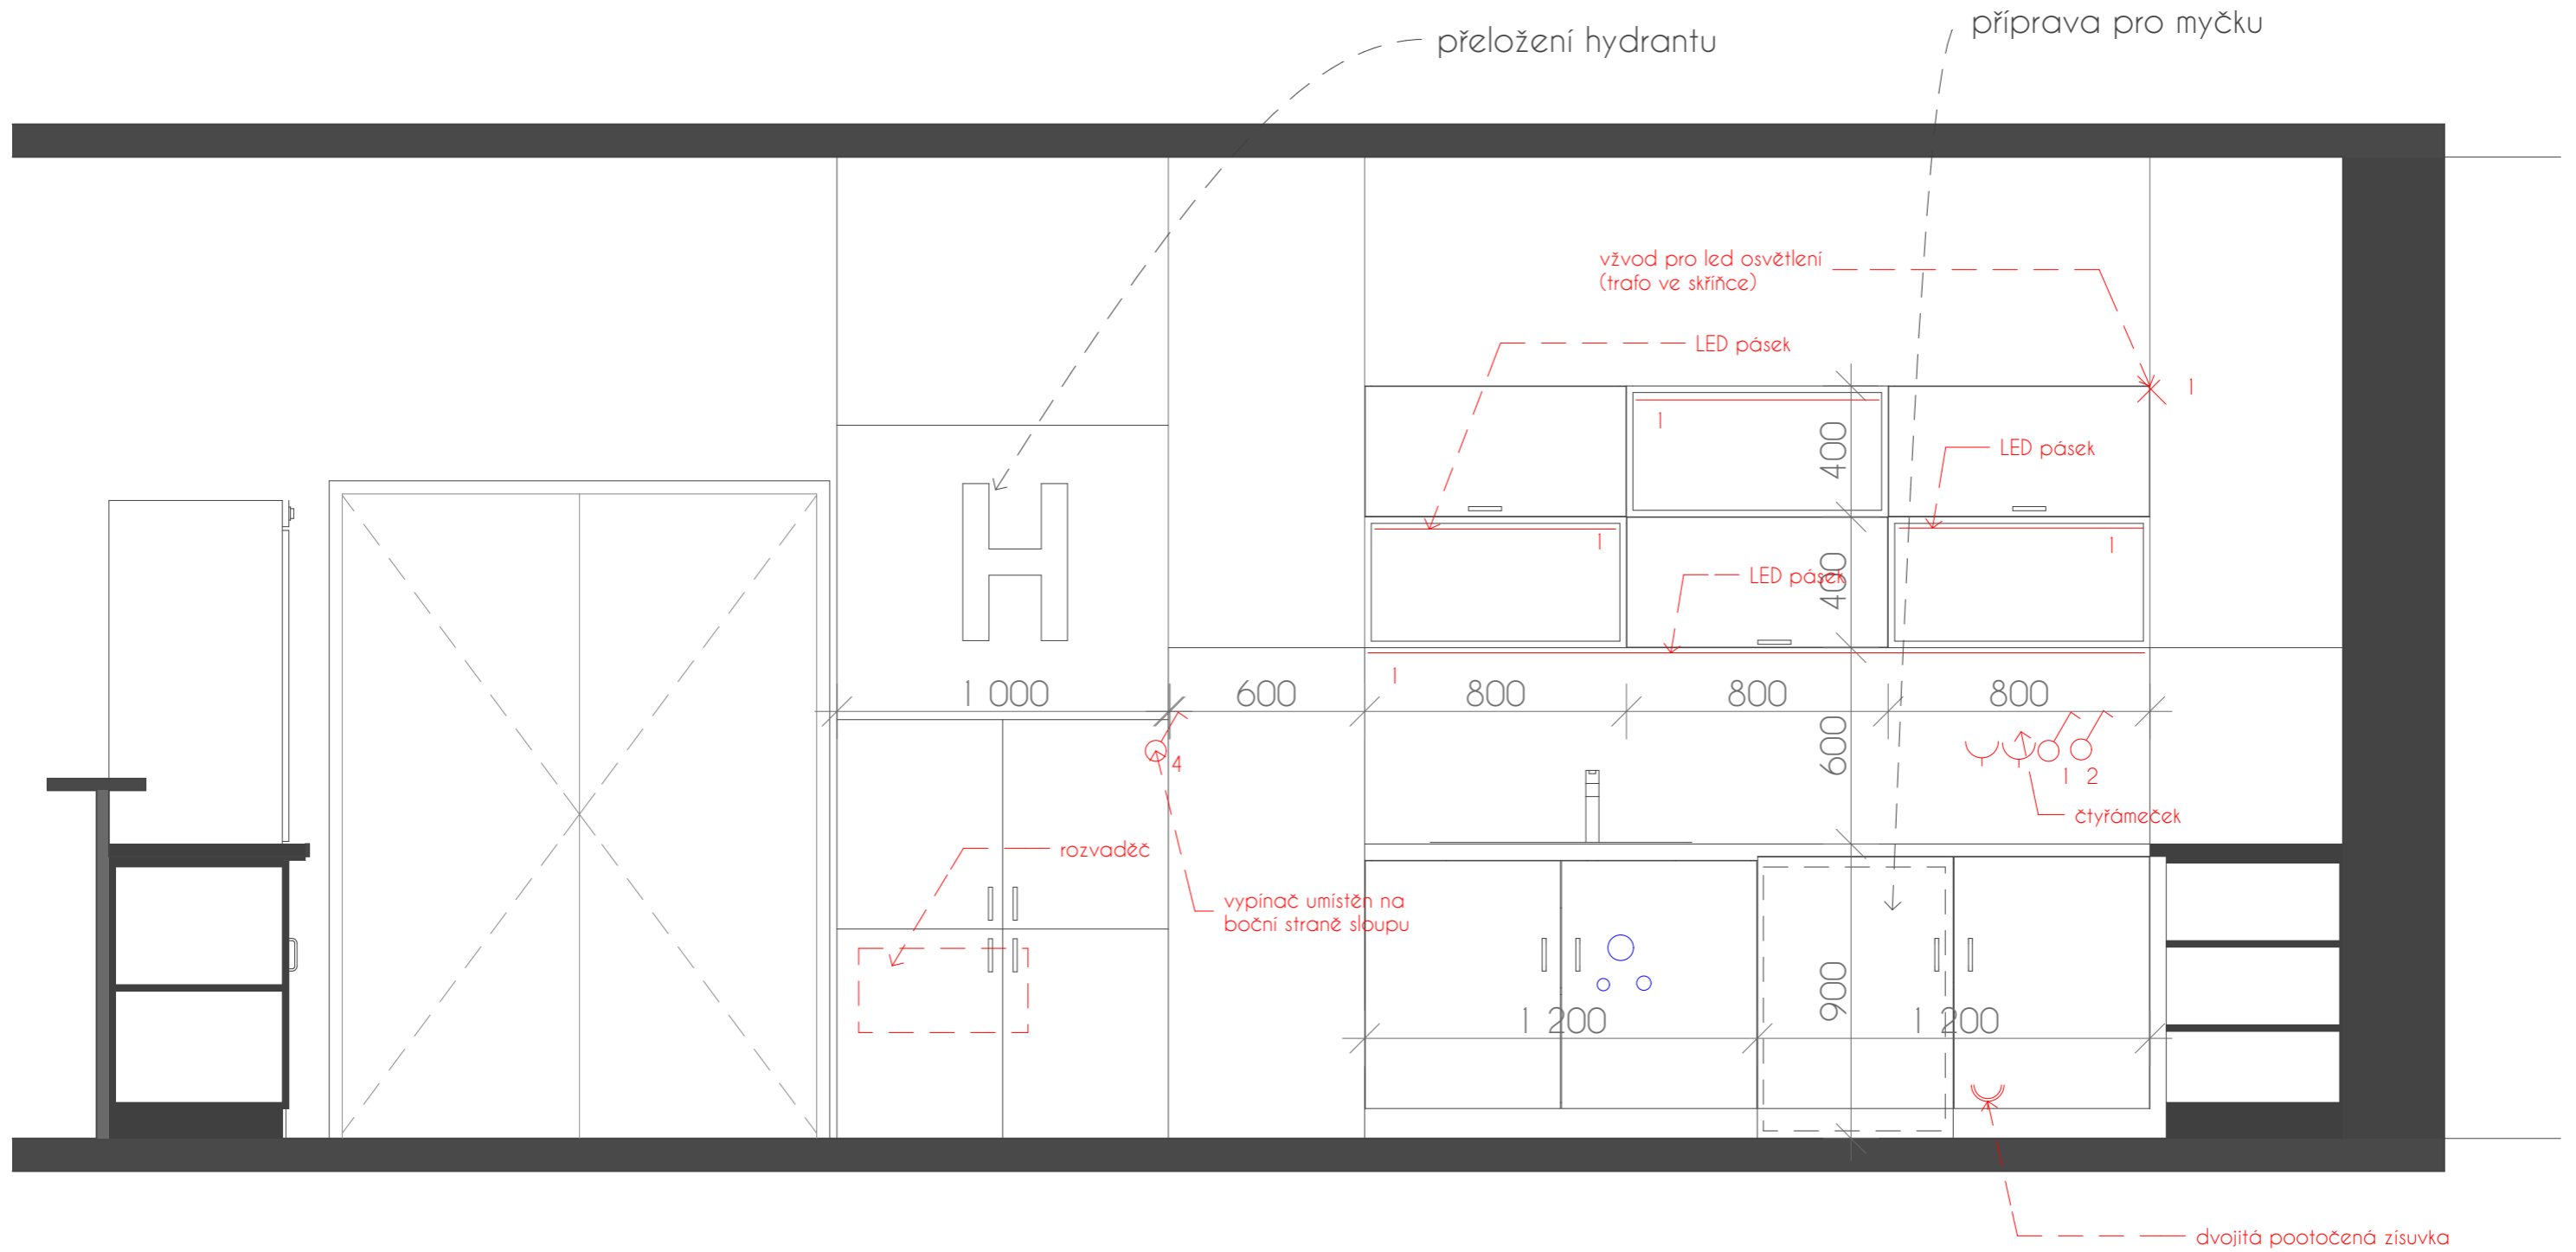 přeložení hydrantu
příprava pro myčku
vžvod pro led osvětlení
(trafo ve skříňce)
LED pásek
1
1
400
LED pásek
1
1
LED pásek
400
H
1
1 000
600
800
800
800
600
4
1 2
čtyřámeček
rozvaděč
vypínač umístěn na
boční straně sloupu
900
1 200
1 200
dvojitá pootočená zísuvka